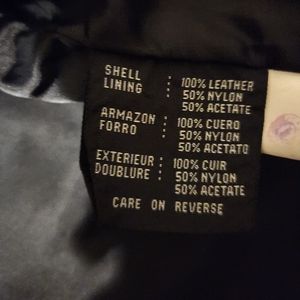 SHELL : 100% LEATHER
LINING : 50% NYLON
50% ACETATE
ARMAZON : 100% CUERO
FORRO : 50% NYLON
50% ACETATO
EXTERIEUR : 100% CUIR
DOUBLURE : 50% NYLON
50% ACETATE
CARE ON REVERSE